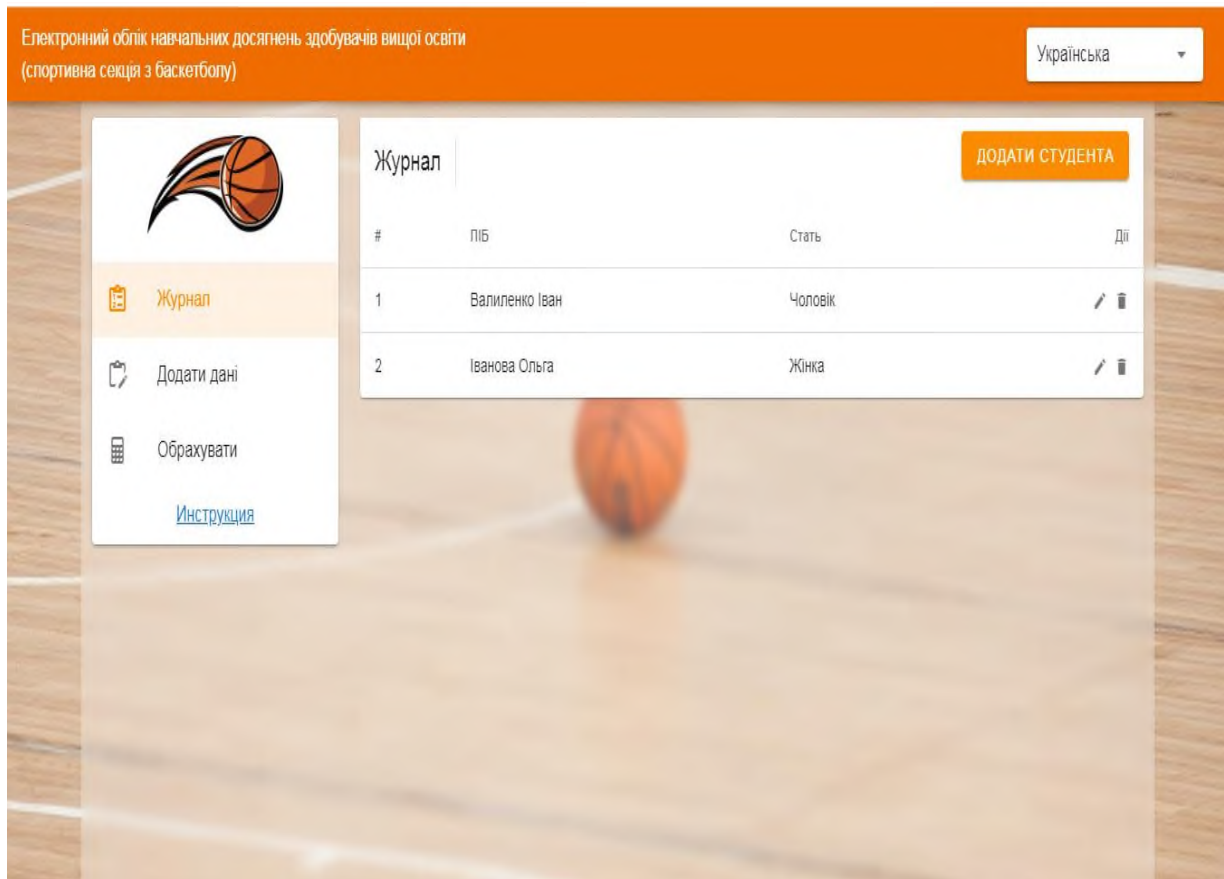 Електронний облік навчальних досягнень здобувачів вищої освіти
(спортивна секція з баскетболу)
Українська
Журнал
Додати дані
Обрахувати
Инструкция
Журнал
ДОДАТИ СТУДЕНТА
# ПІБ Стать Дії
1 Валиленко Іван Чоловік
2 Іванова Ольга Жінка